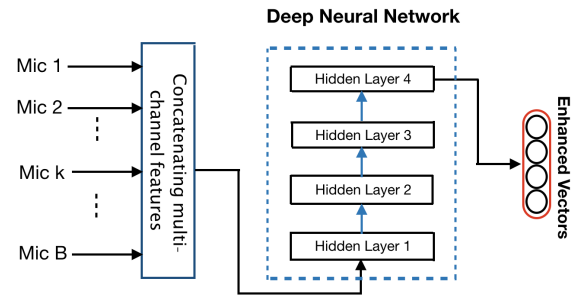 Deep Neural Network
Mic 1
Mic 2
Mic k
Mic B
Concatenating multi-
channel features
Hidden Layer 4
Hidden Layer 3
Hidden Layer 2
Hidden Layer 1
Enhanced Vectors